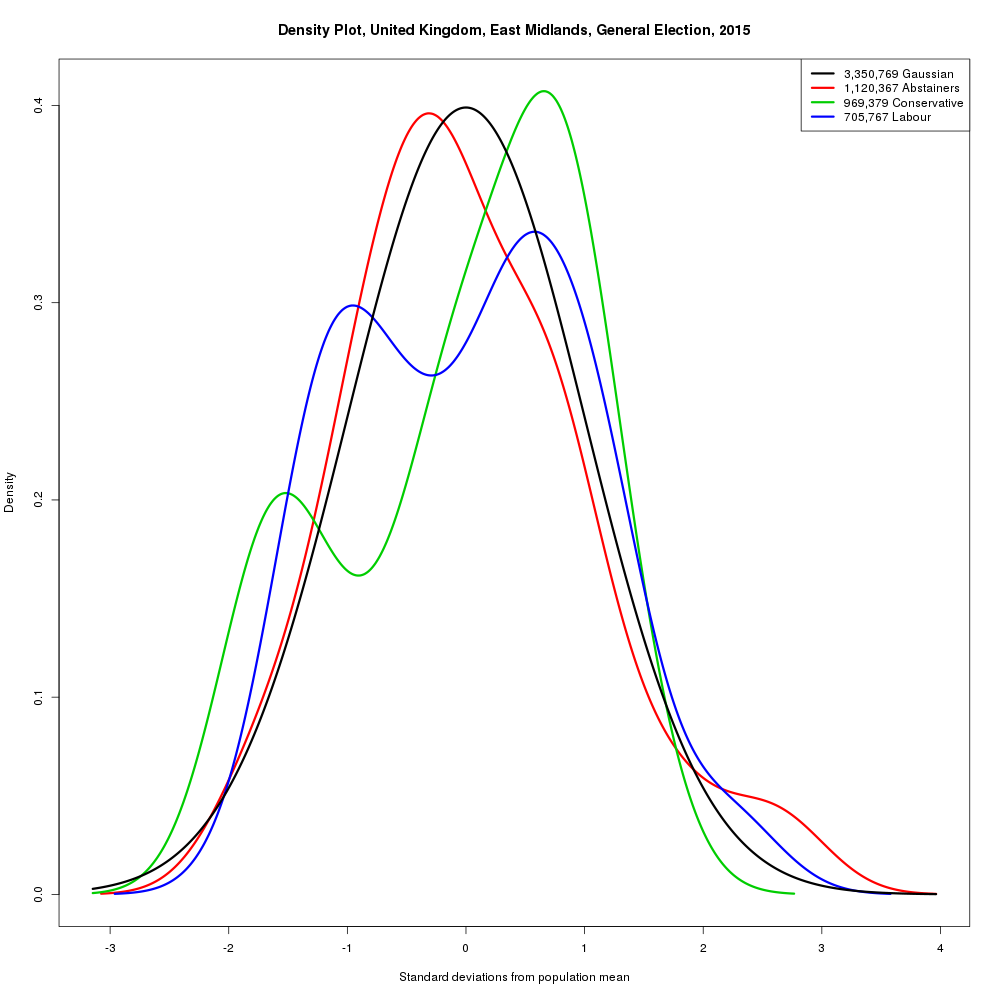 Density Plot, United Kingdom, East Midlands, General Election, 2015
3,350,769 Gaussian
1,120,367 Abstainers
969,379 Conservative
705,767 Labour
Density
0.4
0.3
0.2
0.1
0.0
-3 -2 -1 0 1 2 3 4
Standard deviations from population mean